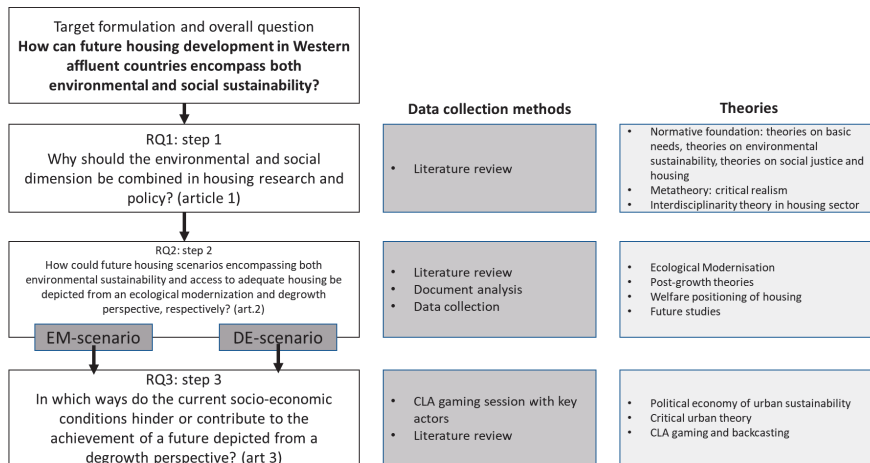 Target formulation and overall question
How can future housing development in Western
affluent countries encompass both
environmental and social sustainability?
Data collection methods
Theories
RQ1: step 1
Why should the environmental and social
dimension be combined in housing research and
policy? (article 1)
• Literature review
• Normative foundation: theories on basic
needs, theories on environmental
sustainability, theories on social justice and
housing
• Metatheory: critical realism
• Interdisciplinarity theory in housing sector
RQ2: step 2
How could future housing scenarios encompassing both
environmental sustainability and access to adequate housing be
depicted from an ecological modernization and degrowth
perspective, respectively? (art.2)
• Literature review
• Document analysis
• Data collection
• Ecological Modernisation
• Post-growth theories
• Welfare positioning of housing
• Future studies
EM-scenario
DE-scenario
RQ3: step 3
In which ways do the current socio-economic
conditions hinder or contribute to the
achievement of a future depicted from a
degrowth perspective? (art 3)
• CLA gaming session with key
actors
• Literature review
• Political economy of urban sustainability
• Critical urban theory
• CLA gaming and backcasting